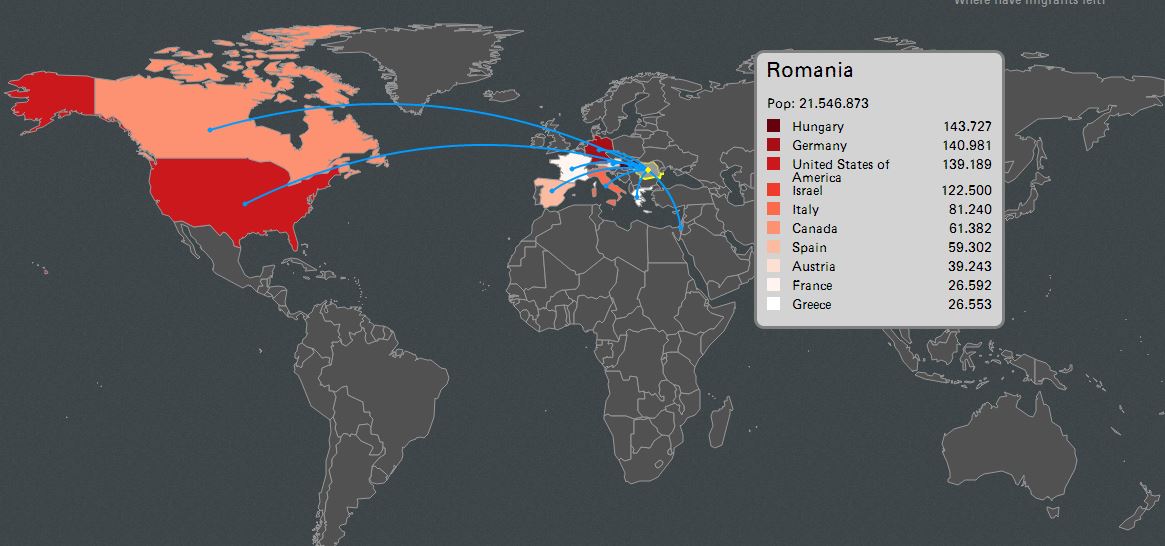 Where have migrants left?
Romania
Pop: 21.546.873
Hungary 143.727
Germany 140.981
United States of 139.189
America
Israel 122.500
Italy 81.240
Canada 61.382
Spain 59.302
Austria 39.243
France 26.592
Greece 26.553